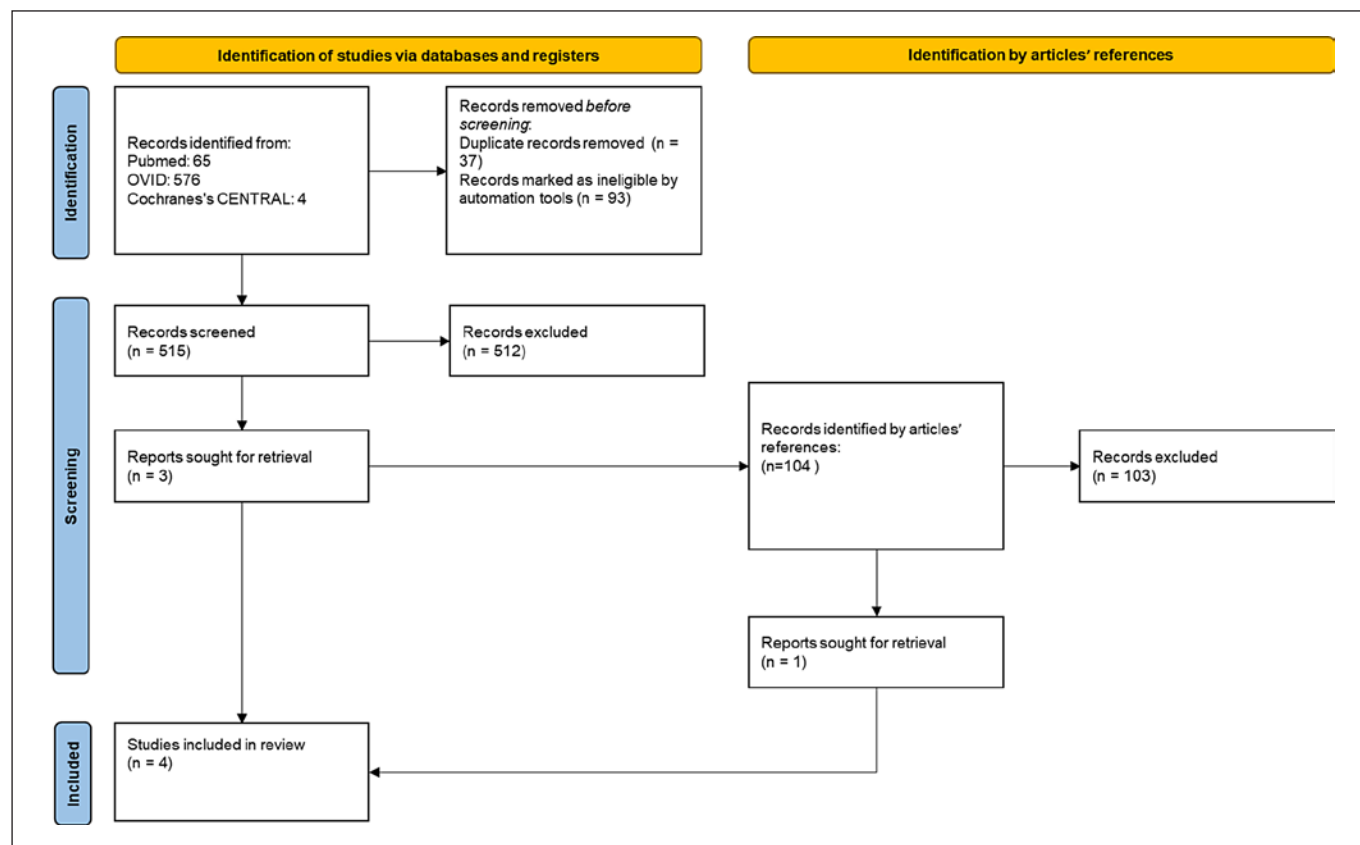 Identification of studies via databases and registers
Identification by articles' references
Identification
Records identified from:
Pubmed: 65
OVID: 576
Cochranes's CENTRAL: 4
Records removed before
screening:
Duplicate records removed (n =
37)
Records marked as ineligible by
automation tools (n = 93)
Screening
Records screened
(n = 515)
Records excluded
(n = 512)
Reports sought for retrieval
(n = 3)
Records identified by articles'
references:
(n=104 )
Records excluded
(n = 103)
Reports sought for retrieval
(n = 1)
Included
Studies included in review
(n = 4)